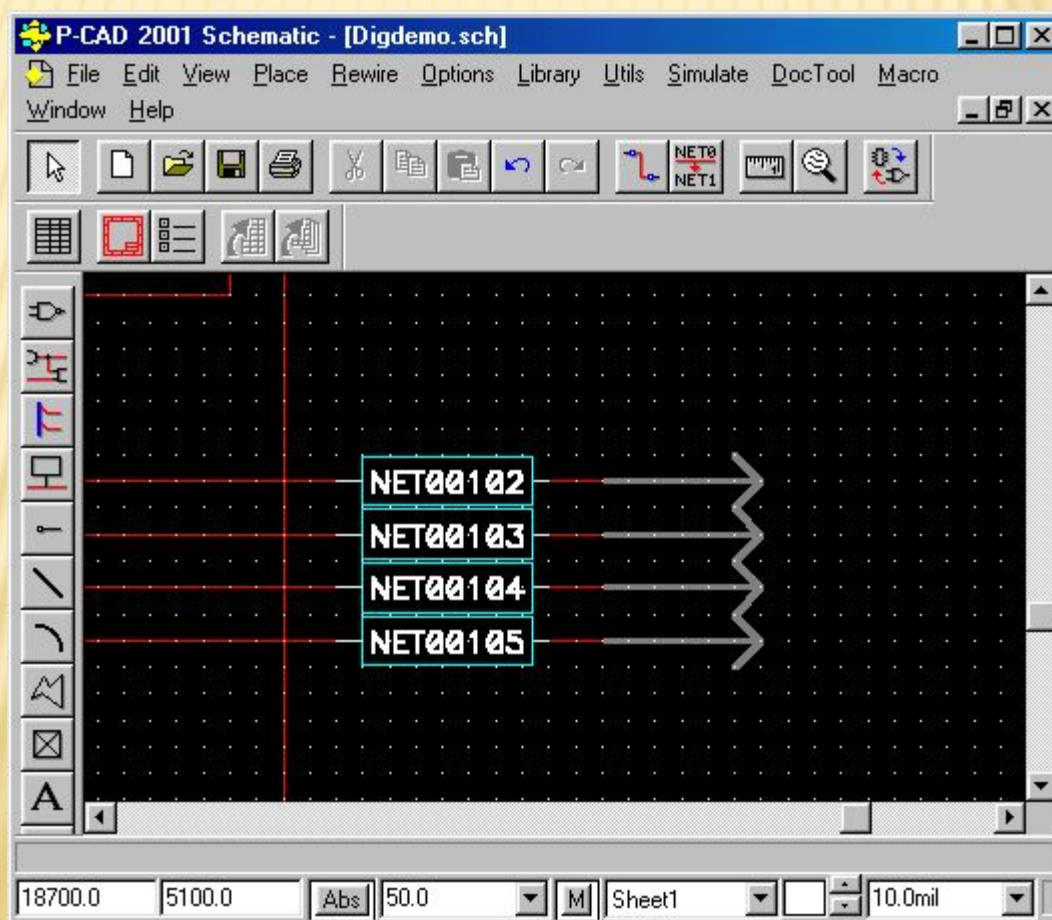 P-CAD 2001 Schematic - [Digdemo.sch]
File Edit View Place Rewire Options Library Utils Simulate DocTool Macro
Window Help
NET0
NET1
NET00102
NET00103
NET00104
NET00105
A
18700.0 5100.0 Abs 50.0 M Sheet1 10.0mil